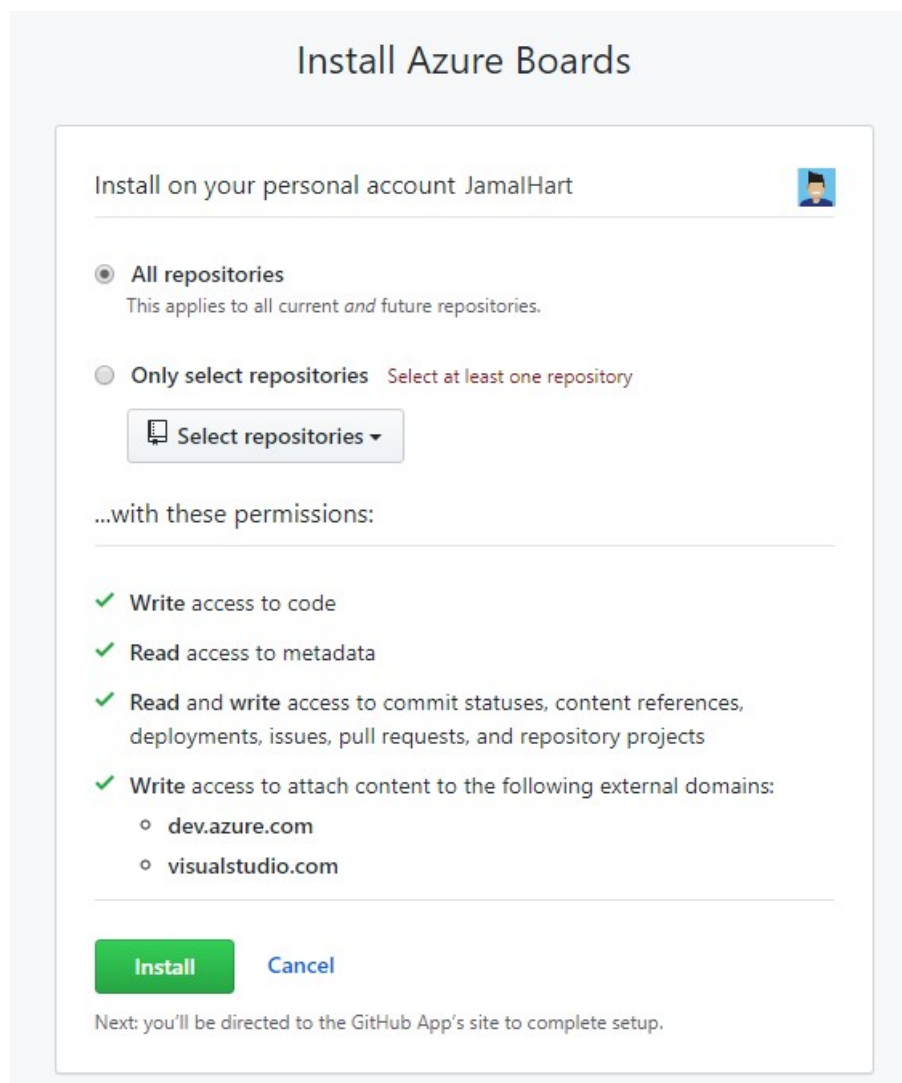 Install Azure Boards
Install on your personal account JamalHart
All repositories
This applies to all current and future repositories.
Only select repositories Select at least one repository
Select repositories
...with these permissions:
Write access to code
Read access to metadata
Read and write access to commit statuses, content references,
deployments, issues, pull requests, and repository projects
Write access to attach content to the following external domains:
dev.azure.com
visualstudio.com
Install Cancel
Next: you'll be directed to the GitHub App's site to complete setup.